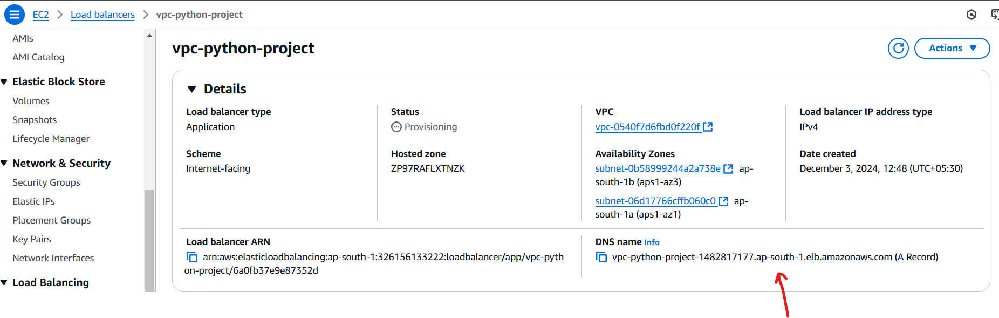 EC2 > Load balancers > vpc-python-project
AMIs
AMI Catalog
Elastic Block Store
Volumes
Snapshots
Lifecycle Manager
Network & Security
Security Groups
Elastic IPs
Placement Groups
Key Pairs
Network Interfaces
Load Balancing
vpc-python-project
Actions
Details
Load balancer type
Application
Status
Provisioning
VPC
vpc-0540f7d6fbd0f220f
Load balancer IP address type
IPv4
Scheme
Internet-facing
Hosted zone
ZP97RAFLXTNZK
Availability Zones
subnet-0b58999244a2a738e ap-
south-1b (aps1-az3)
subnet-06d17766cffb060c0 ap-
south-1a (aps1-az1)
Date created
December 3, 2024, 12:48 (UTC+05:30)
Load balancer ARN
arn:aws:elasticloadbalancing:ap-south-1:326156133222:loadbalancer/app/vpc-pyth
on-project/6a0fb37e9e87352d
DNS name Info
vpc-python-project-1482817177.ap-south-1.elb.amazonaws.com (A Record)